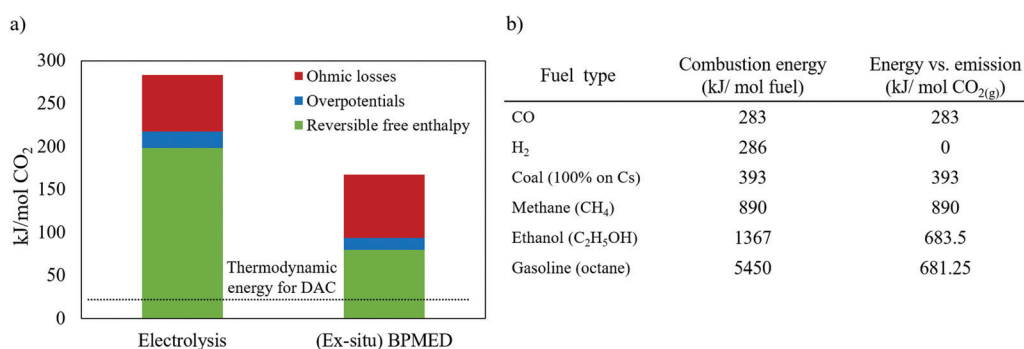 a)
300
250
200
150
100
50
0
kJ/mol CO₂
Ohmic losses
Overpotentials
Reversible free enthalpy
Thermodynamic
energy for DAC
Electrolysis
(Ex-situ) BPMED
b)
Fuel type Combustion energy (kJ/ mol fuel) Energy vs. emission (kJ/ mol CO₂(g))
CO 283 283
H₂ 286 0
Coal (100% on Cs) 393 393
Methane (CH₄) 890 890
Ethanol (C₂H₅OH) 1367 683.5
Gasoline (octane) 5450 681.25